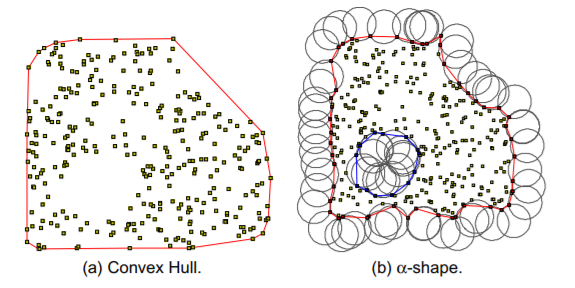 (a) Convex Hull.
(b) α-shape.